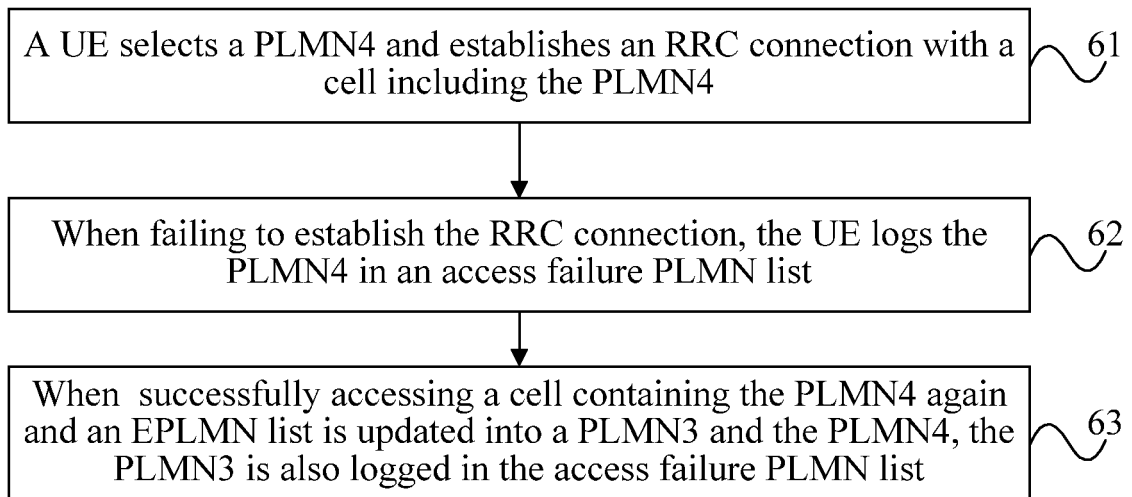 A UE selects a PLMN4 and establishes an RRC connection with a
cell including the PLMN4
61
When failing to establish the RRC connection, the UE logs the
PLMN4 in an access failure PLMN list
62
When successfully accessing a cell containing the PLMN4 again
and an EPLMN list is updated into a PLMN3 and the PLMN4, the
PLMN3 is also logged in the access failure PLMN list
63